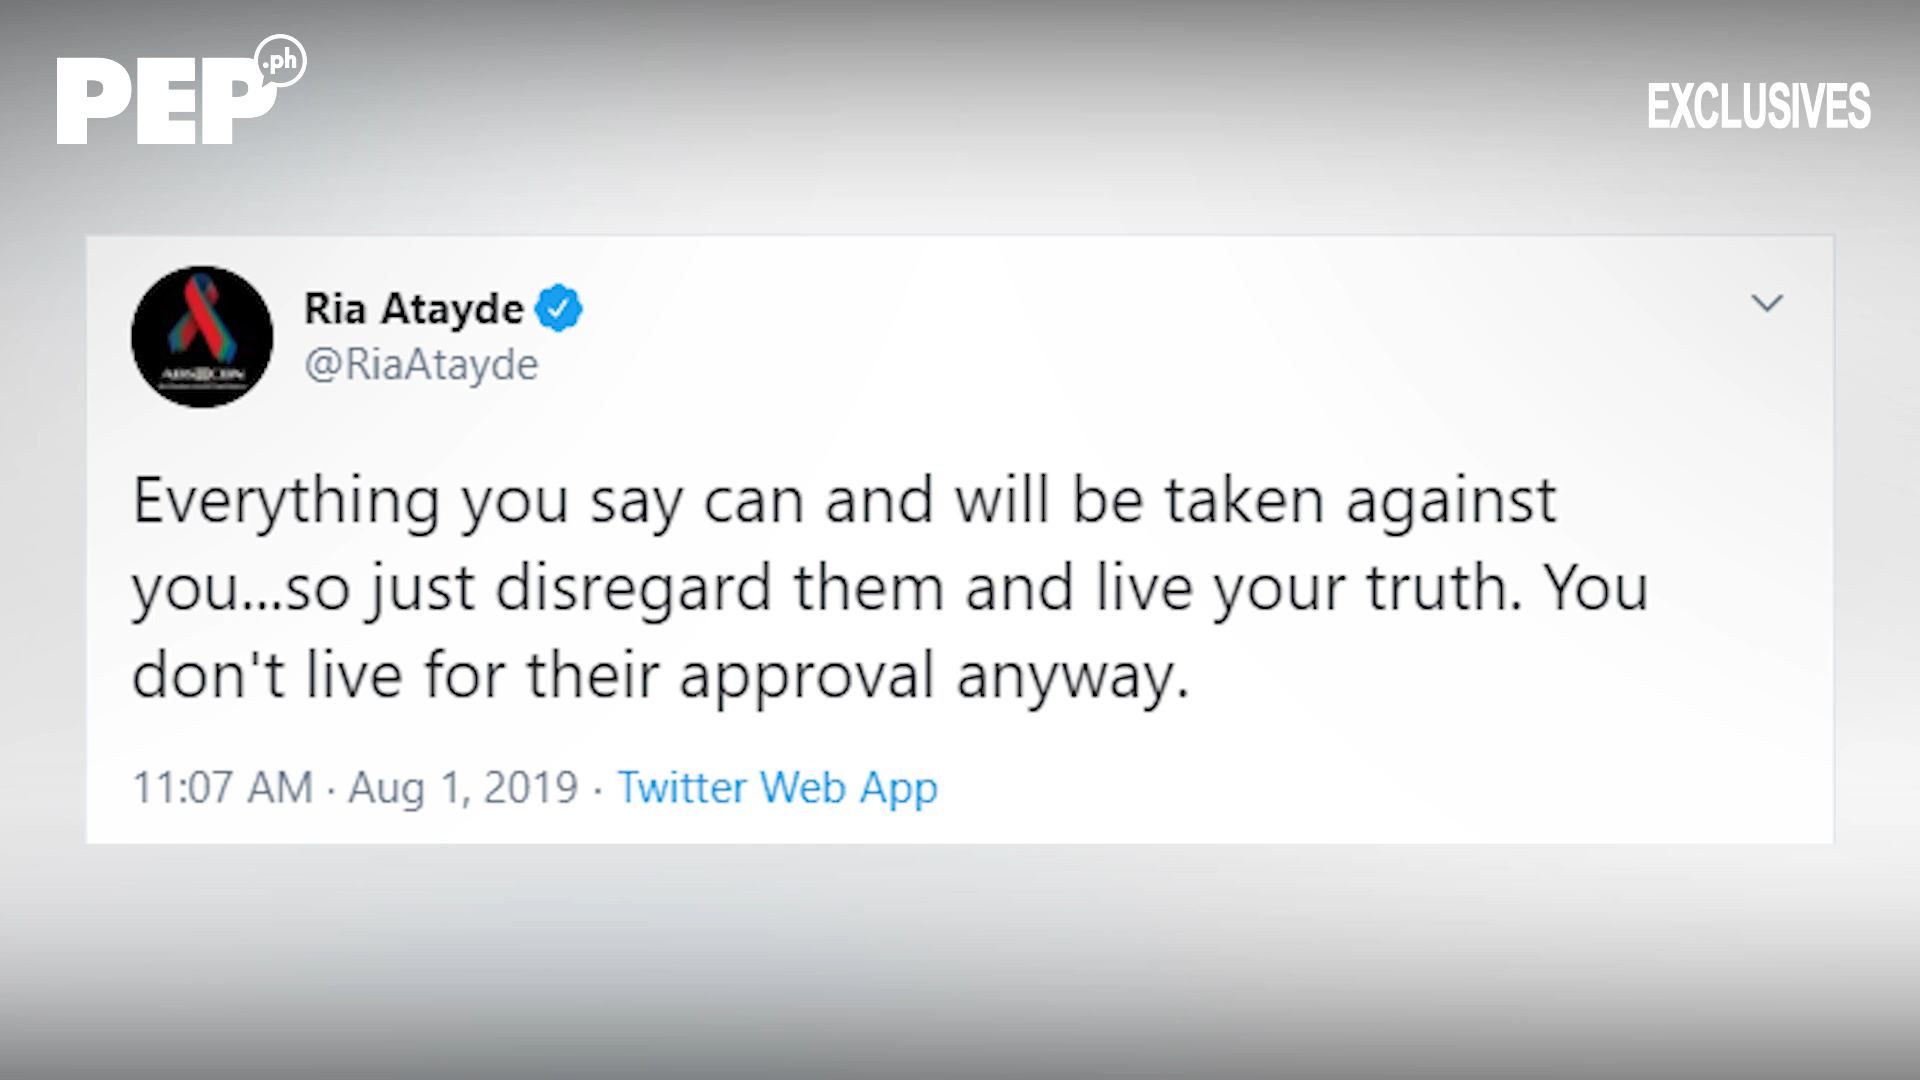 PEP.ph
EXCLUSIVES
Ria Atayde
@RiaAtayde
ABS-CBN
Everything you say can and will be taken against
you...so just disregard them and live your truth. You
don't live for their approval anyway.
11:07 AM · Aug 1, 2019 · Twitter Web App